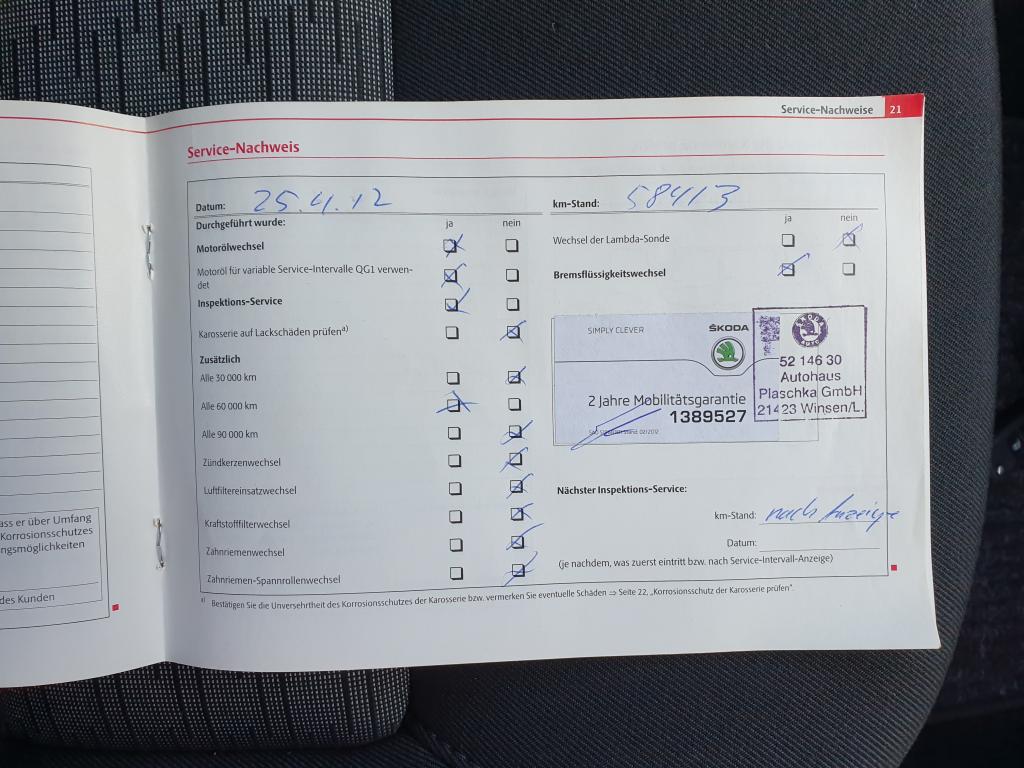 Service-Nachweise 21
Service-Nachweis
Datum: 25.4.12
Durchgeführt wurde: ja nein
Motorölwechsel
Motoröl für variable Service-Intervalle QG1 verwen-
det
Inspektions-Service
Karosserie auf Lackschäden prüfen a)
Zusätzlich
Alle 30 000 km
Alle 60 000 km
Alle 90 000 km
Zündkerzenwechsel
Luftfiltereinsatzwechsel
Kraftstofffilterwechsel
Zahnriemenwechsel
Zahnriemen-Spannrollenwechsel
km-Stand: 58413
ja nein
Wechsel der Lambda-Sonde
Bremsflüssigkeitswechsel
SIMPLY CLEVER ŠKODA
2 Jahre Mobilitätsgarantie
1389527
Stand: 02/2012
ŠKODA
AUTO
52 146 30
Autohaus
Plaschka GmbH
21423 Winsen/L.
Nächster Inspektions-Service:
km-Stand: nach Anzeige
Datum:
(je nachdem, was zuerst eintritt bzw. nach Service-Intervall-Anzeige)
a) Bestätigen Sie die Unversehrtheit des Korrosionsschutzes der Karosserie bzw. vermerken Sie eventuelle Schäden ⇒ Seite 22, „Korrosionsschutz der Karosserie prüfen".
ass er über Umfang
Korrosionsschutzes
ngsmöglichkeiten
des Kunden